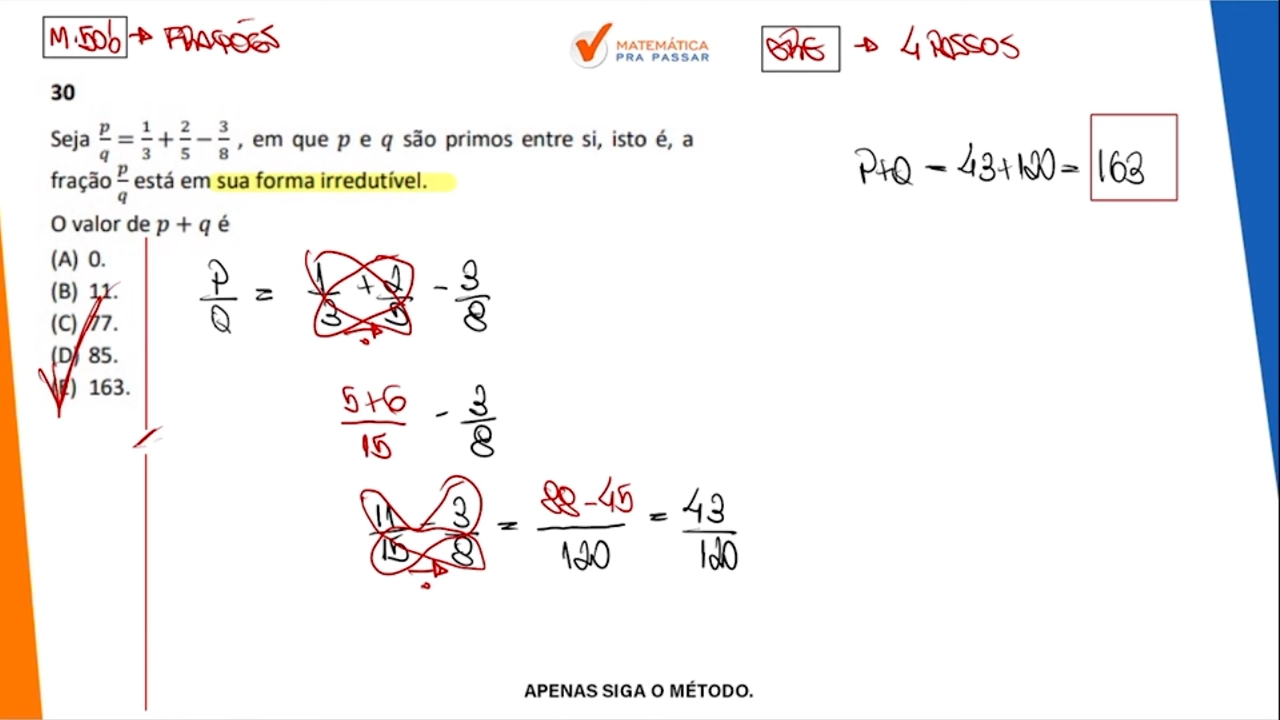 M.50b → FRAÇÕES
MATEMÁTICA
PRA PASSAR
→ 4 PASSOS
30
Seja p/q = 1/3 + 2/5 − 3/8 , em que p e q são primos entre si, isto é, a
fração p/q está em sua forma irredutível.
O valor de p + q é
(A) 0.
(B) 11.
(C) 77.
(D) 85.
(E) 163.
P+Q = 43+120 = 163
P/Q = 1/3 + 2/5 - 3/8
5+6/15 - 3/8
11/15 - 3/8 = 88-45/120 = 43/120
APENAS SIGA O MÉTODO.